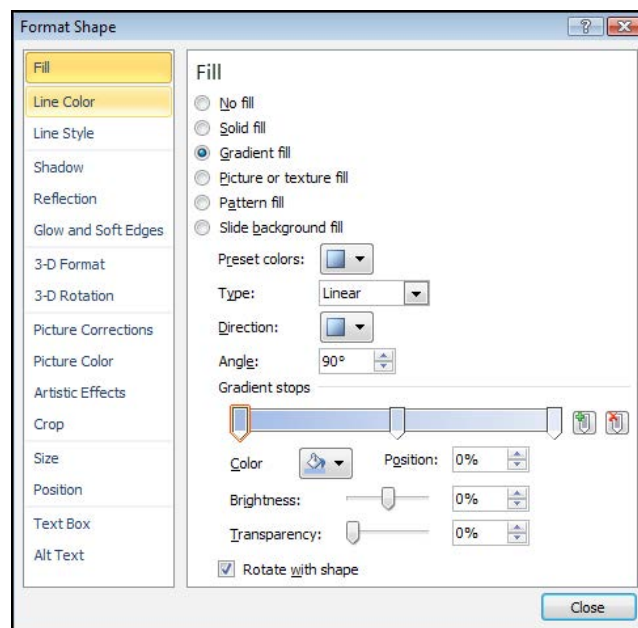 Format Shape
Fill
Line Color
Line Style
Shadow
Reflection
Glow and Soft Edges
3-D Format
3-D Rotation
Picture Corrections
Picture Color
Artistic Effects
Crop
Size
Position
Text Box
Alt Text
Fill
No fill
Solid fill
Gradient fill
Picture or texture fill
Pattern fill
Slide background fill
Preset colors:
Type: Linear
Direction:
Angle: 90°
Gradient stops
Color Position: 0%
Brightness: 0%
Transparency: 0%
Rotate with shape
Close